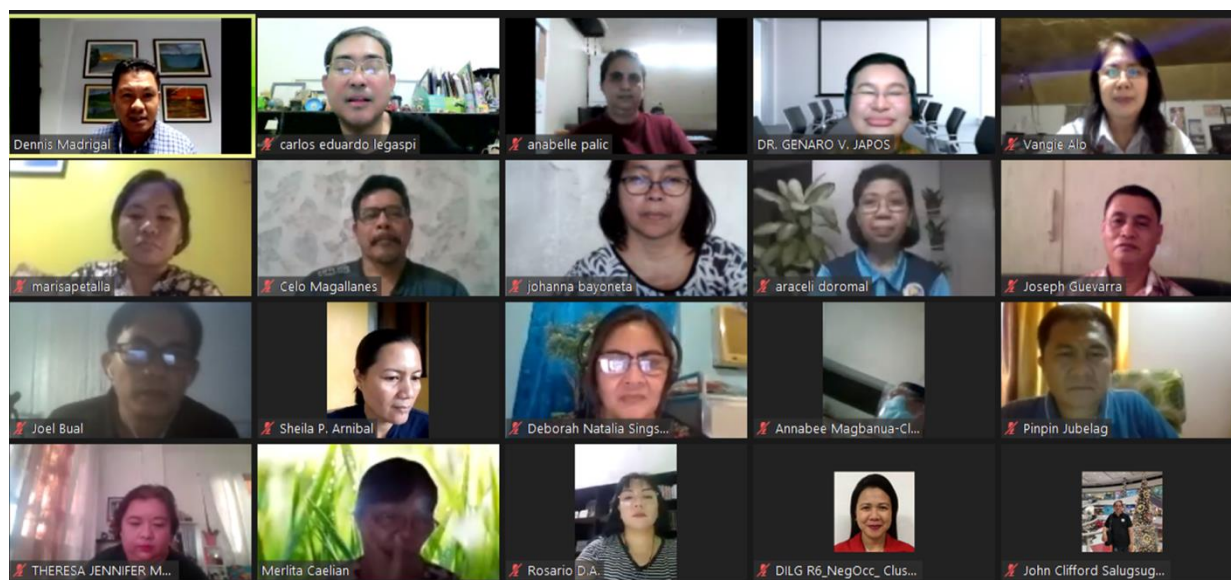 Dennis Madrigal
carlos eduardo legaspi
anabelle palic
DR. GENARO V. JAPOS
Vangie Alo
marisapetalla
Celo Magallanes
johanna bayoneta
araceli doromal
Joseph Guevarra
Joel Bual
Sheila P. Arnibal
Deborah Natalia Sings...
Annabee Magbanua-Cl...
Pinpin Jubelag
THERESA JENNIFER M...
Merlita Caelian
Rosario D.A.
DILG R6_NegOcc_ Clus...
John Clifford Salugsug...